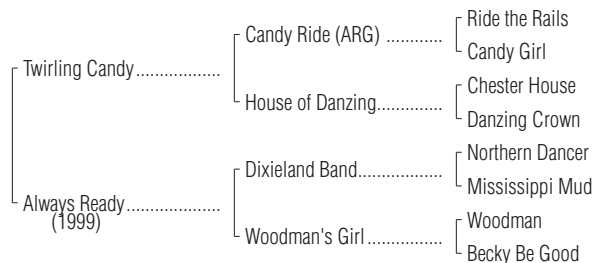 Ride the Rails
Candy Ride (ARG) ............
Candy Girl
Twirling Candy..................
Chester House
House of Danzing..............
Danzing Crown
Northern Dancer
Dixieland Band..................
Mississippi Mud
Always Ready....................
(1999)
Woodman
Woodman's Girl................
Becky Be Good